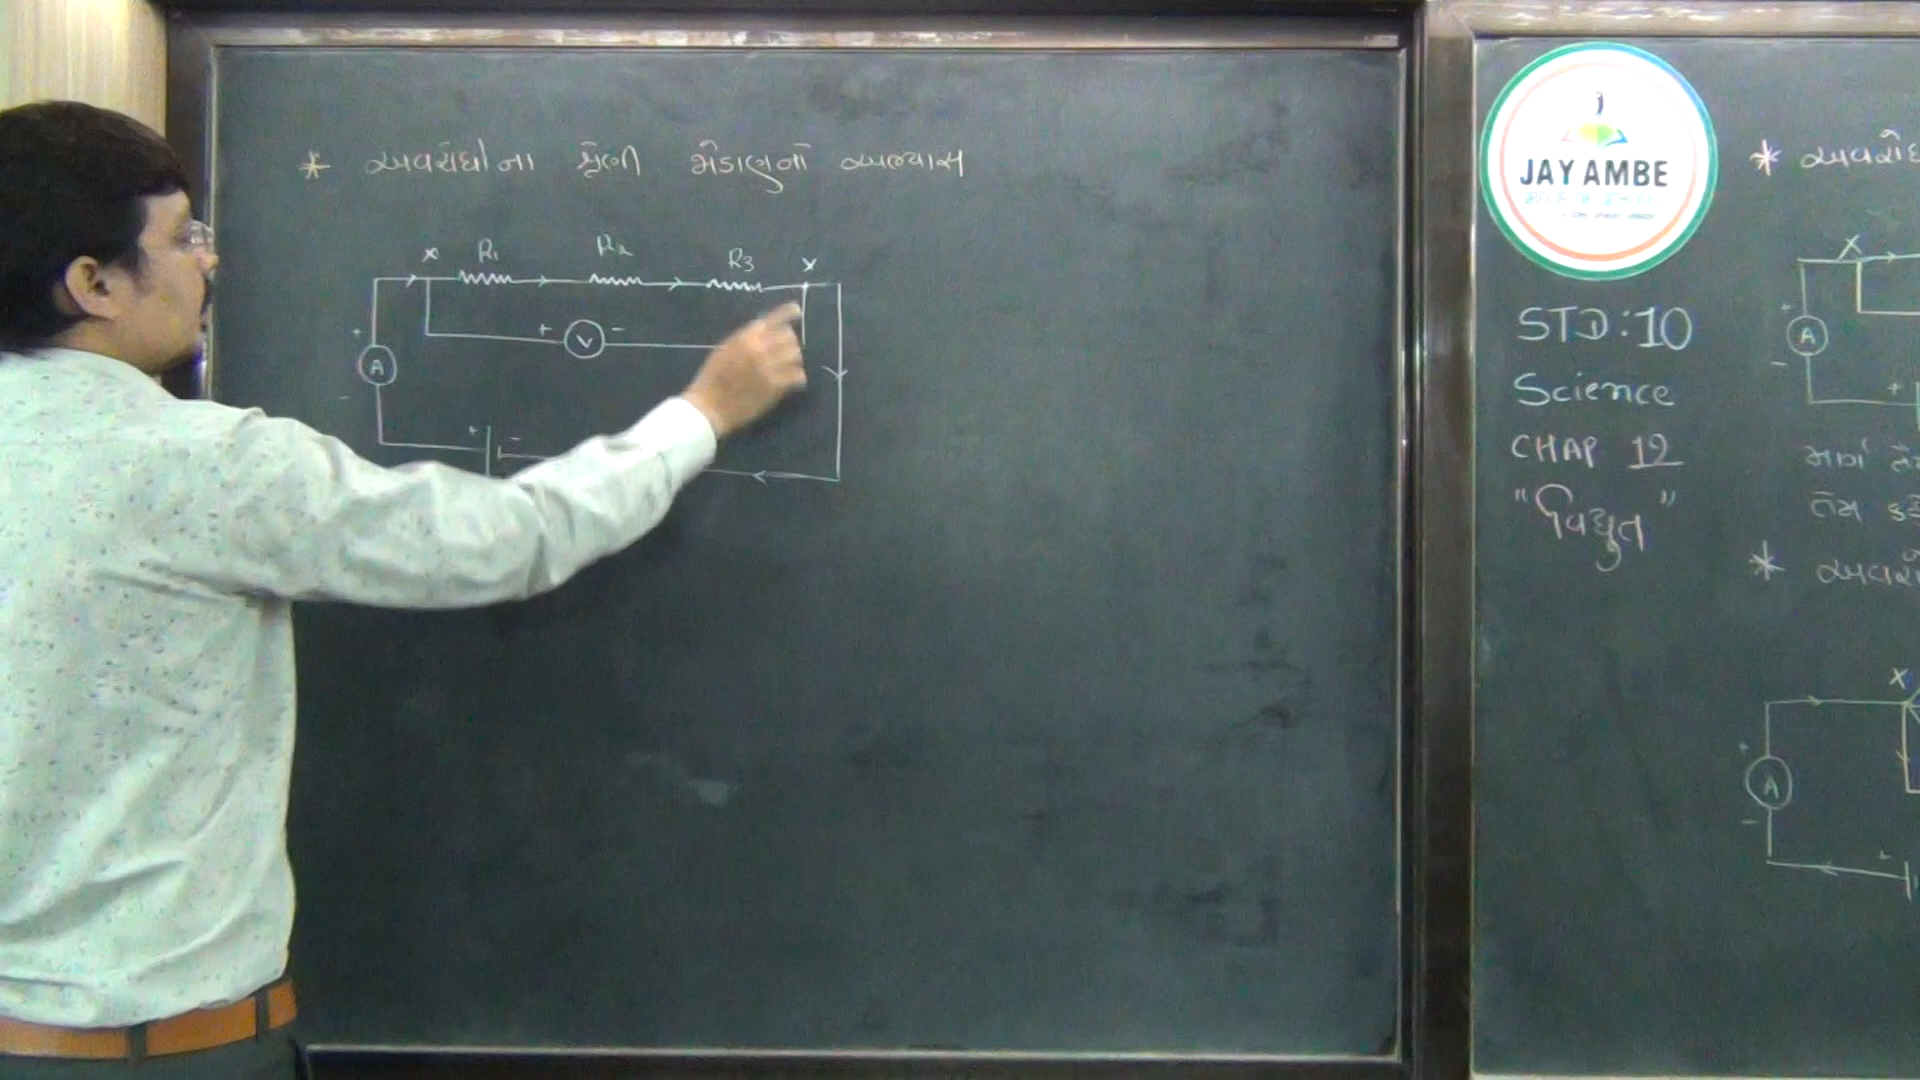 * અવરોધોના શ્રેણી જોડાણનો અભ્યાસ
X R₁ R₂ R₃ Y
+ V -
+
A
-
+ -
JAY AMBE
STD:10
Science
CHAP 12
"વિદ્યુત"
* અવરોધ
X
+
A
-
+
માર્ગ
તેમ
*
X
+
A
-
+